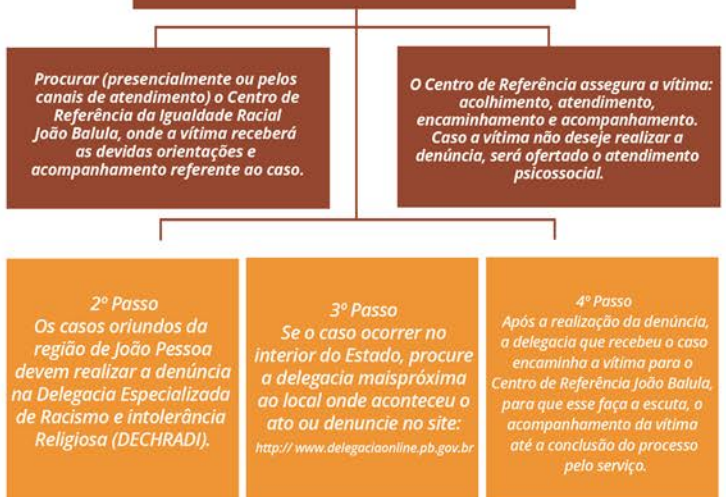 Procurar (presencialmente ou pelos
canais de atendimento) o Centro de
Referência da Igualdade Racial
João Balula, onde a vítima receberá
as devidas orientações e
acompanhamento referente ao caso.
O Centro de Referência assegura a vítima:
acolhimento, atendimento,
encaminhamento e acompanhamento.
Caso a vítima não deseje realizar a
denúncia, será ofertado o atendimento
psicossocial.
2º Passo
Os casos oriundos da
região de João Pessoa
devem realizar a denúncia
na Delegacia Especializada
de Racismo e intolerância
Religiosa (DECHRADI).
3º Passo
Se o caso ocorrer no
interior do Estado, procure
a delegacia maispróxima
ao local onde aconteceu o
ato ou denuncie no site:
http:// www.delegaciaonline.pb.gov.br
4º Passo
Após a realização da denúncia,
a delegacia que recebeu o caso
encaminha a vítima para o
Centro de Referência João Balula,
para que esse faça a escuta, o
acompanhamento da vítima
até a conclusão do processo
pelo serviço.